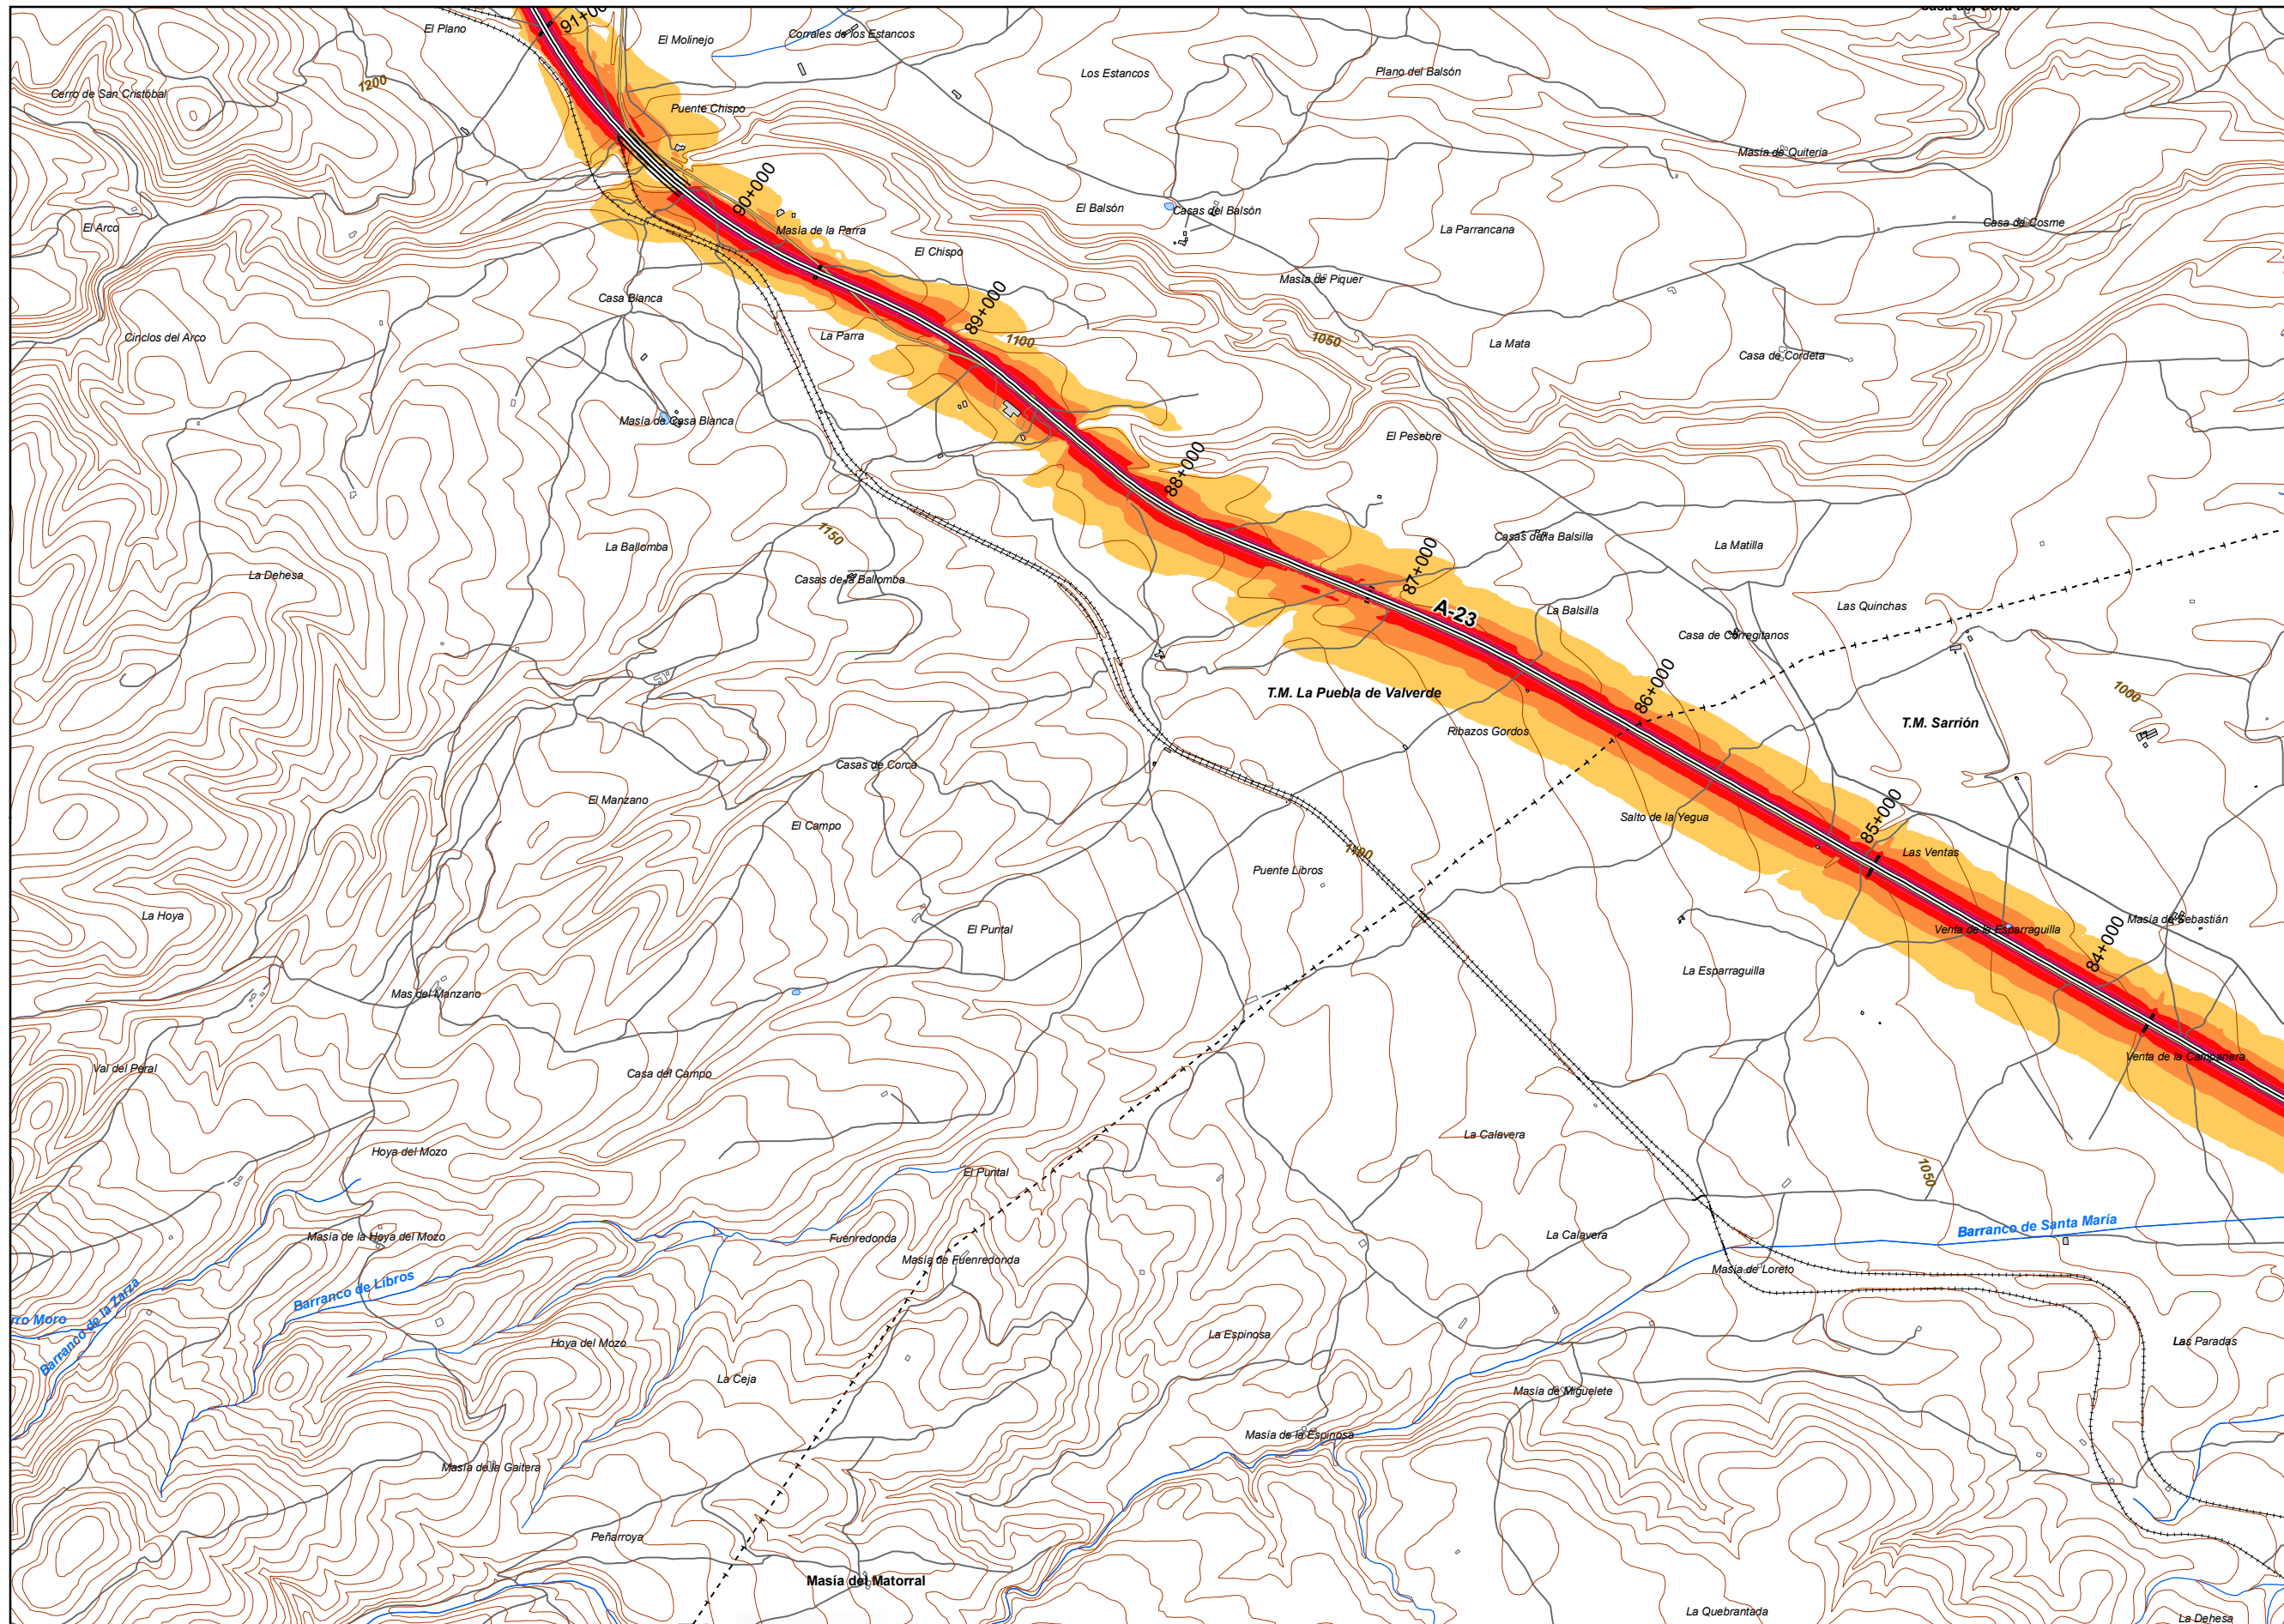 El Plano
91+00
El Molinejo
Corrales de los Estancos
Los Estancos
Plano del Balsón
1200
Cerro de San Cristóbal
Puente Chispo
Masía de Quiteria
90+000
El Arco
Masía de la Parra
El Balsón
Casas del Balsón
La Parrancana
Casa de Cosme
El Chispo
Masía de Piquer
Casa Blanca
89+000
Cinclos del Arco
La Parra
1100
1050
La Mata
Casa de Cordeta
Masía de Casa Blanca
El Pesebre
88+000
1150
La Ballomba
Casas de la Balsilla
La Matilla
La Dehesa
Casas de la Ballomba
87+000
A-23
La Balsilla
Las Quinchas
Casa de Corregitanos
T.M. La Puebla de Valverde
86+000
1000
T.M. Sarrión
Ribazos Gordos
Casas de Corca
El Manzano
El Campo
Salto de la Yegua
85+000
1100
Las Ventas
Puente Libros
La Hoya
El Puntal
Masía de Sebastián
Venta de la Esparraguilla
84+000
La Esparraguilla
Mas del Manzano
Val del Peral
Casa del Campo
Venta de la Campanera
La Calavera
Hoya del Mozo
El Puntal
1050
Barranco de Santa María
Masía de la Hoya del Mozo
Fuenredonda
La Calavera
Masía de Fuenredonda
Masía de Loreto
Barranco de Libros
rro Moro
Barranco de la Zarza
Hoya del Mozo
La Espinosa
Las Paradas
La Ceja
Masía de Miguelete
Masía de la Espinosa
Masía de la Gaitera
Peñarroya
Masía del Matorral
La Quebrantada
La Dehesa